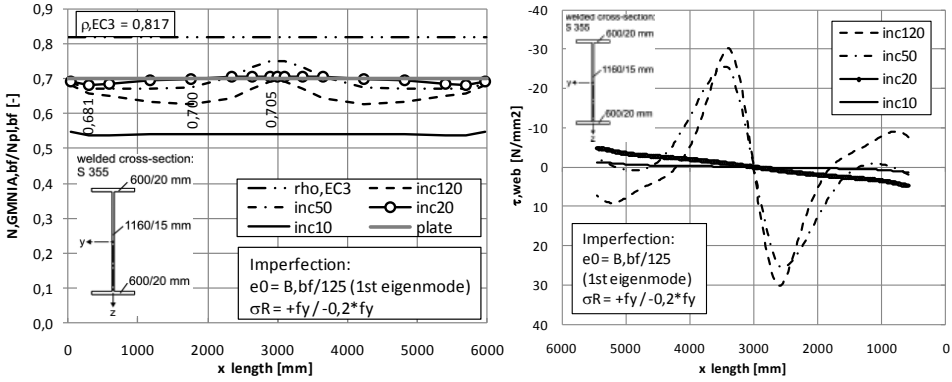 ρ,EC3 = 0,817
N,GMNIA,bf/Npl,bf [-]
0,9
0,8
0,7
0,6
0,5
0,4
0,3
0,2
0,1
0,0
0,681
0,700
0,705
welded cross-section:
S 355
600/20 mm
1160/15 mm
y
600/20 mm
z
rho,EC3
inc120
inc50
inc20
inc10
plate
Imperfection:
e0 = B,bf/125 (1st eigenmode)
σR = +fy / -0,2*fy
0 1000 2000 3000 4000 5000 6000
x length [mm]
τ,web [N/mm2]
-40
-30
-20
-10
0
10
20
30
40
welded cross-section:
S 355
600/20 mm
1160/15 mm
y
600/20 mm
z
inc120
inc50
inc20
inc10
Imperfection:
e0 = B,bf/125
(1st eigenmode)
σR = +fy / -0,2*fy
6000 5000 4000 3000 2000 1000 0
x length [mm]